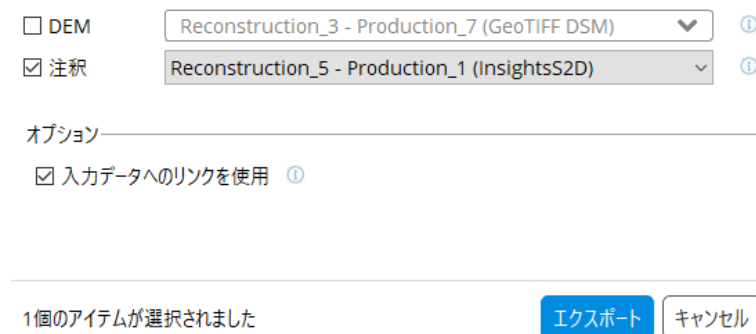 DEM Reconstruction_3 - Production_7 (GeoTIFF DSM)
注釈 Reconstruction_5 - Production_1 (InsightsS2D)
オプション
入力データへのリンクを使用
1個のアイテムが選択されました エクスポート キャンセル